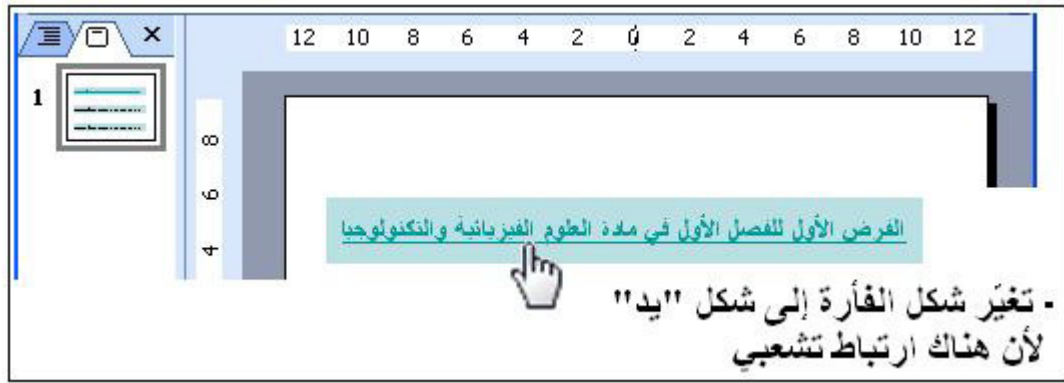 12 10 8 6 4 2 0 2 4 6 8 10 12
1
8
6
4
الفرض الأول للفصل الأول في مادة العلوم الفيزيائية والتكنولوجيا
- تغيّر شكل الفأرة إلى شكل "يد"
لأن هناك ارتباط تشعبي